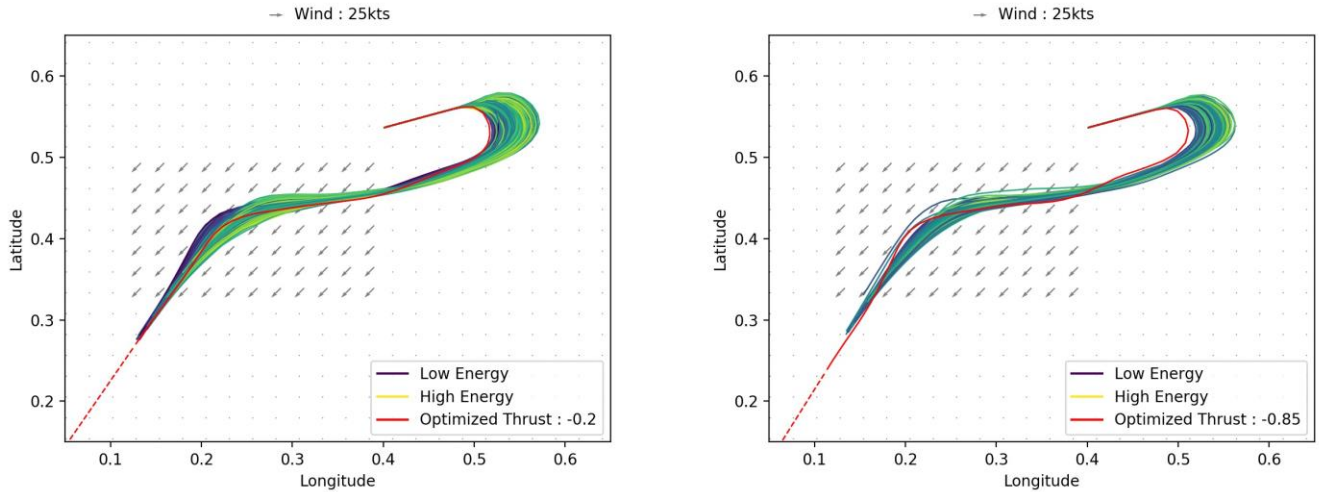 Wind : 25kts
Latitude
0.6
0.5
0.4
0.3
0.2
Low Energy
High Energy
Optimized Thrust : -0.2
0.1 0.2 0.3 0.4 0.5 0.6
Longitude
Wind : 25kts
Latitude
0.6
0.5
0.4
0.3
0.2
Low Energy
High Energy
Optimized Thrust : -0.85
0.1 0.2 0.3 0.4 0.5 0.6
Longitude